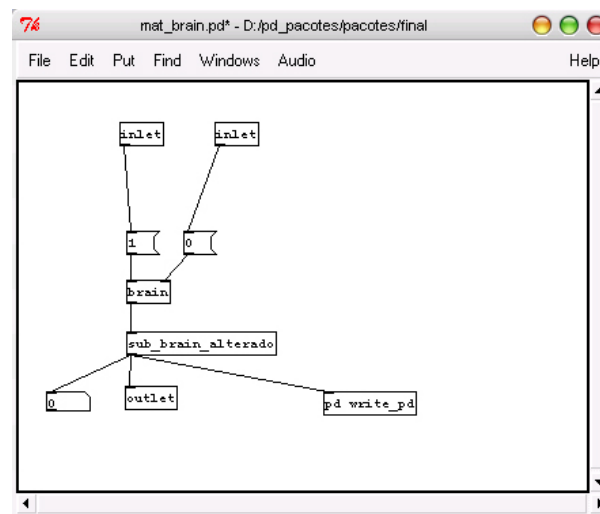 mat_brain.pd* - D:/pd_pacotes/pacotes/final
File Edit Put Find Windows Audio Help
inlet inlet
1 0
brain
sub_brain_alterado
0 outlet pd write_pd